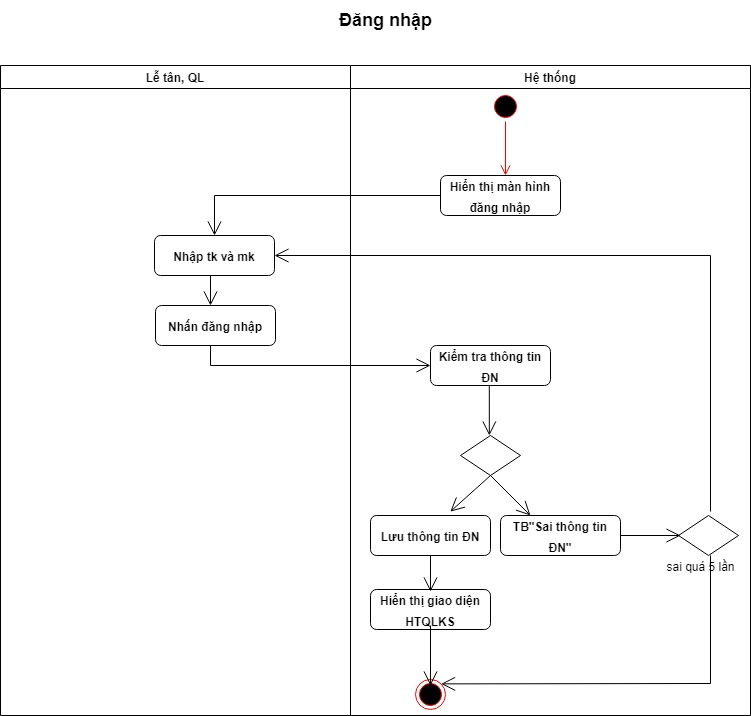 Đăng nhập
Lễ tân, QL
Hệ thống
Hiển thị màn hình
đăng nhập
Nhập tk và mk
Nhấn đăng nhập
Kiểm tra thông tin
ĐN
Lưu thông tin ĐN
TB"Sai thông tin
ĐN"
sai quá 5 lần
Hiển thị giao diện
HTQLKS